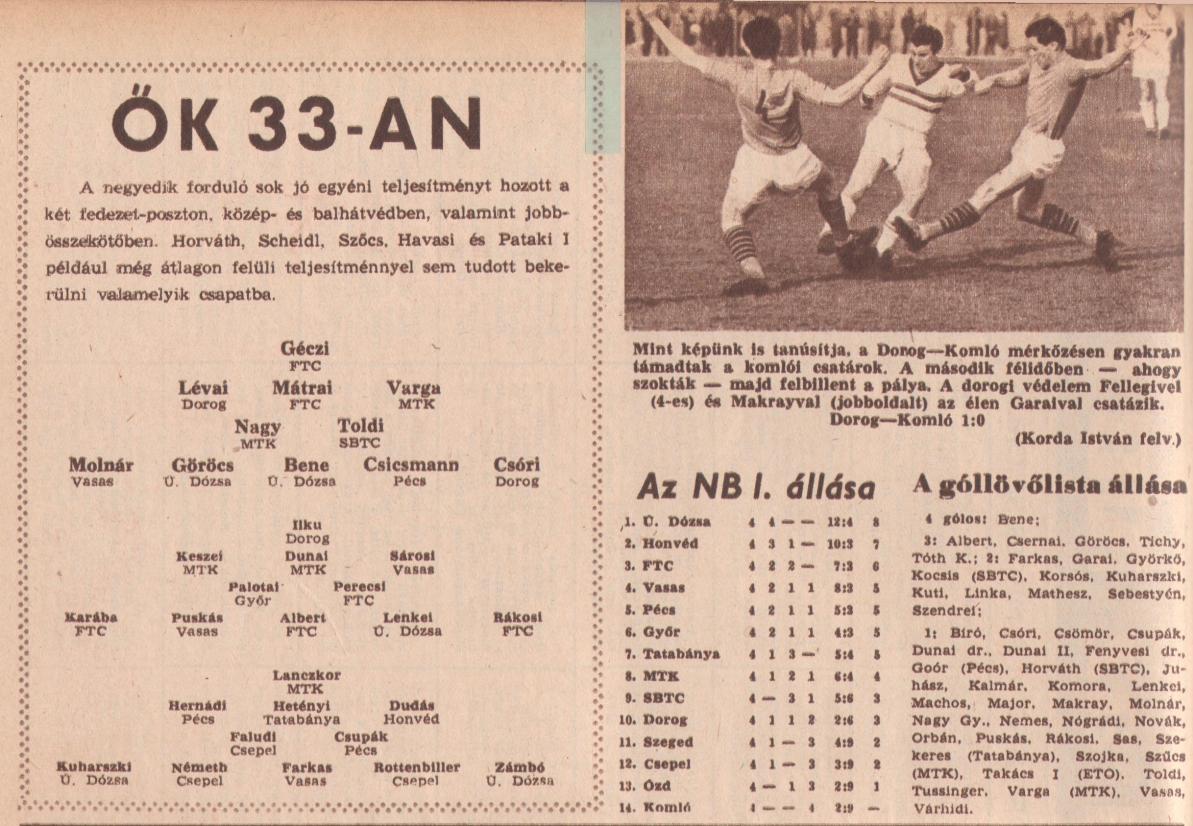 ŐK 33-AN
A negyedik forduló sok jó egyéni teljesítményt hozott a
két fedezet-poszton, közép- és balhátvédben, valamint jobb-
összekötőben. Horváth, Scheidl, Szőcs, Havasi és Pataki I
például még átlagon felüli teljesítménnyel sem tudott beke-
rülni valamelyik csapatba.
Géczi
FTC
Lévai Mátrai Varga
Dorog FTC MTK
Nagy Toldi
MTK SBTC
Molnár Göröcs Bene Csicsmann Csóri
Vasas Ú. Dózsa Ú. Dózsa Pécs Dorog
Ilku
Dorog
Keszei Dunai Sárosi
MTK MTK Vasas
Palotai Perecsi
Győr FTC
Karába Puskás Albert Lenkei Rákosi
FTC Vasas FTC Ú. Dózsa FTC
Lanczkor
MTK
Hernádi Hetényi Dudás
Pécs Tatabánya Honvéd
Faludi Csupák
Csepel Pécs
Kuharszki Németh Farkas Rottenbiller Zámbó
Ú. Dózsa Csepel Vasas Csepel Ú. Dózsa
4
Mint képünk is tanúsítja, a Dorog—Komló mérkőzésen gyakran
támadtak a komlói csatárok. A második félidőben — ahogy
szokták — majd felbillent a pálya. A dorogi védelem Fellegivel
(4-es) és Makrayval (jobboldalt) az élen Garaival csatázik.
Dorog—Komló 1:0
(Korda István felv.)
Az NB I. állása
1. Ú. Dózsa 4 4 — — 12:4 8
2. Honvéd 4 3 1 — 10:3 7
3. FTC 4 2 2 — 7:3 6
4. Vasas 4 2 1 1 8:3 5
5. Pécs 4 2 1 1 5:3 5
6. Győr 4 2 1 1 4:3 5
7. Tatabánya 4 1 3 — 5:4 5
8. MTK 4 1 2 1 6:4 4
9. SBTC 4 — 3 1 5:6 3
10. Dorog 4 1 1 2 2:6 3
11. Szeged 4 1 — 3 4:9 2
12. Csepel 4 1 — 3 3:9 2
13. Ózd 4 — 1 3 2:9 1
14. Komló 4 — — 4 2:9 —
A góllövőlista állása
4 gólos: Bene;
3: Albert, Csernai, Göröcs, Tichy,
Tóth K.; 2: Farkas, Garai, Györkő,
Kocsis (SBTC), Korsós, Kuharszki,
Kuti, Linka, Mathesz, Sebestyén,
Szendrei;
1: Bíró, Csóri, Csömör, Csupák,
Dunai dr., Dunai II, Fenyvesi dr.,
Goór (Pécs), Horváth (SBTC), Ju-
hász, Kalmár, Komora, Lenkei,
Machos, Major, Makray, Molnár,
Nagy Gy., Nemes, Nógrádi, Novák,
Orbán, Puskás, Rákosi, Sas, Sze-
keres (Tatabánya), Szojka, Szűcs
(MTK), Takács I (ETO), Toldi,
Tussinger, Varga (MTK), Vasas,
Várhidi.